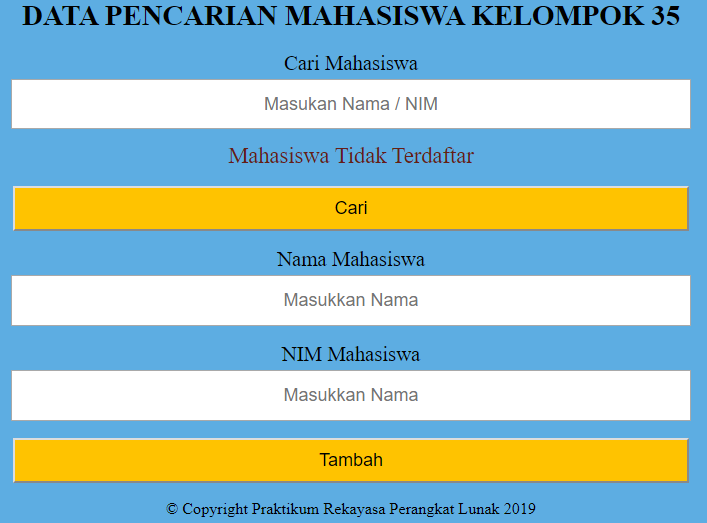 DATA PENCARIAN MAHASISWA KELOMPOK 35
Cari Mahasiswa
Masukan Nama / NIM
Mahasiswa Tidak Terdaftar
Cari
Nama Mahasiswa
Masukkan Nama
NIM Mahasiswa
Masukkan Nama
Tambah
© Copyright Praktikum Rekayasa Perangkat Lunak 2019